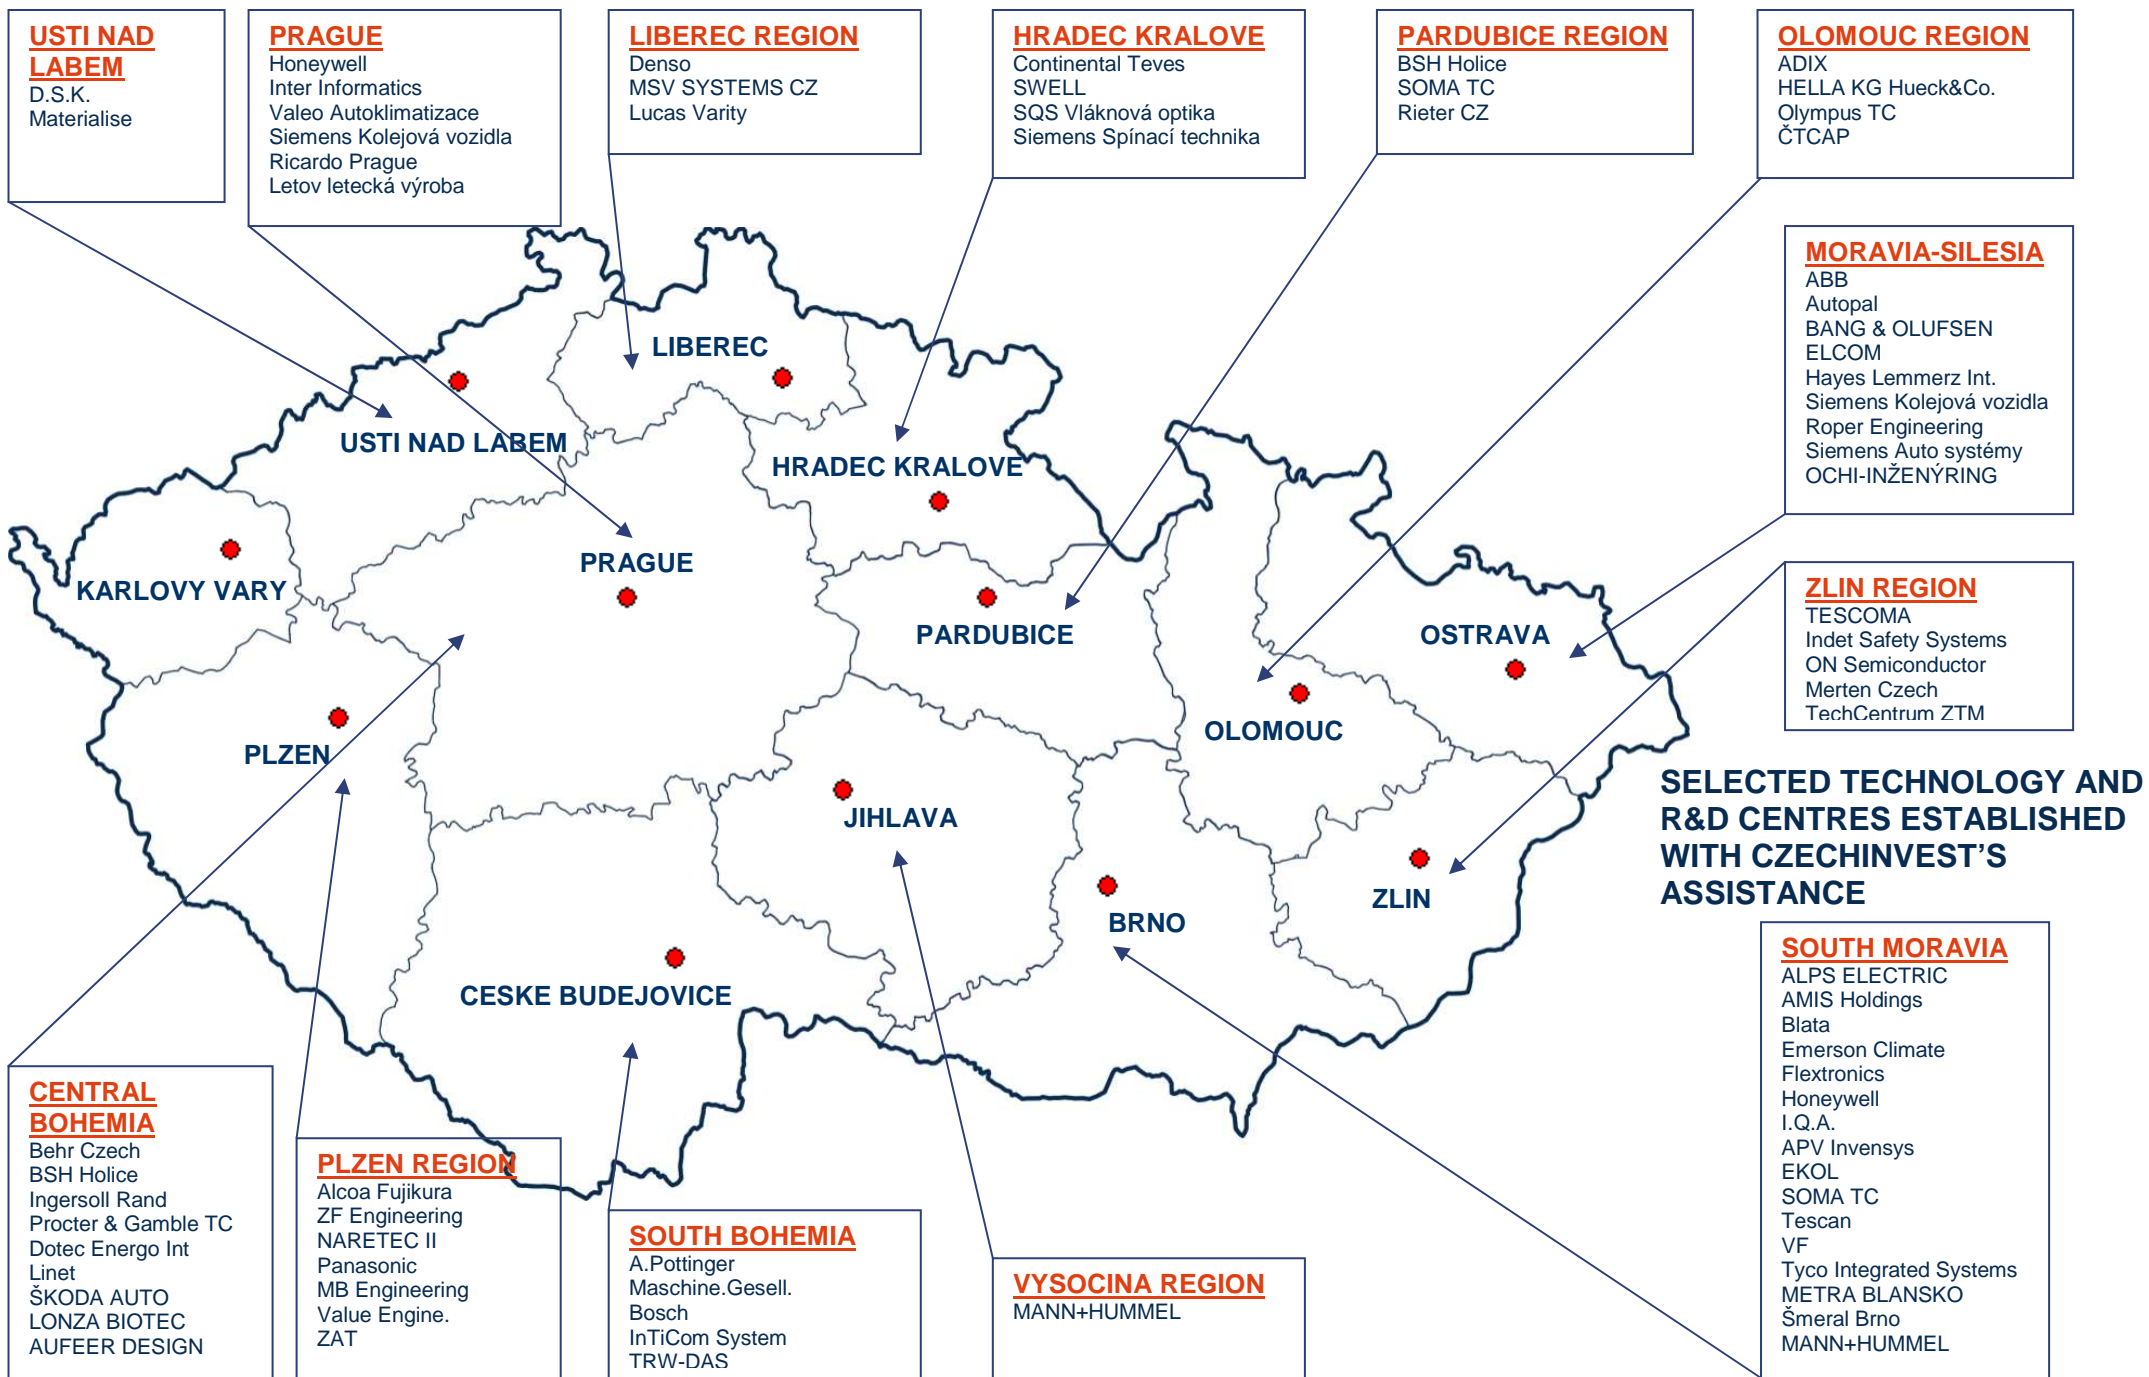 USTI NAD
LABEM
D.S.K.
Materialise
PRAGUE
Honeywell
Inter Informatics
Valeo Autoklimatizace
Siemens Kolejová vozidla
Ricardo Prague
Letov letecká výroba
LIBEREC REGION
Denso
MSV SYSTEMS CZ
Lucas Varity
HRADEC KRALOVE
Continental Teves
SWELL
SQS Vláknová optika
Siemens Spínací technika
PARDUBICE REGION
BSH Holice
SOMA TC
Rieter CZ
OLOMOUC REGION
ADIX
HELLA KG Hueck&Co.
Olympus TC
ČTCAP
MORAVIA-SILESIA
ABB
Autopal
BANG & OLUFSEN
ELCOM
Hayes Lemmerz Int.
Siemens Kolejová vozidla
Roper Engineering
Siemens Auto systémy
OCHI-INŽENÝRING
ZLIN REGION
TESCOMA
Indet Safety Systems
ON Semiconductor
Merten Czech
TechCentrum ZTM
LIBEREC
USTI NAD LABEM
HRADEC KRALOVE
PRAGUE
KARLOVY VARY
PARDUBICE
OSTRAVA
OLOMOUC
PLZEN
JIHLAVA
ZLIN
BRNO
CESKE BUDEJOVICE
SELECTED TECHNOLOGY AND
R&D CENTRES ESTABLISHED
WITH CZECHINVEST'S
ASSISTANCE
CENTRAL
BOHEMIA
Behr Czech
BSH Holice
Ingersoll Rand
Procter & Gamble TC
Dotec Energo Int
Linet
ŠKODA AUTO
LONZA BIOTEC
AUFEER DESIGN
PLZEN REGION
Alcoa Fujikura
ZF Engineering
NARETEC II
Panasonic
MB Engineering
Value Engine.
ZAT
SOUTH BOHEMIA
A.Pottinger
Maschine.Gesell.
Bosch
InTiCom System
TRW-DAS
VYSOCINA REGION
MANN+HUMMEL
SOUTH MORAVIA
ALPS ELECTRIC
AMIS Holdings
Blata
Emerson Climate
Flextronics
Honeywell
I.Q.A.
APV Invensys
EKOL
SOMA TC
Tescan
VF
Tyco Integrated Systems
METRA BLANSKO
Šmeral Brno
MANN+HUMMEL